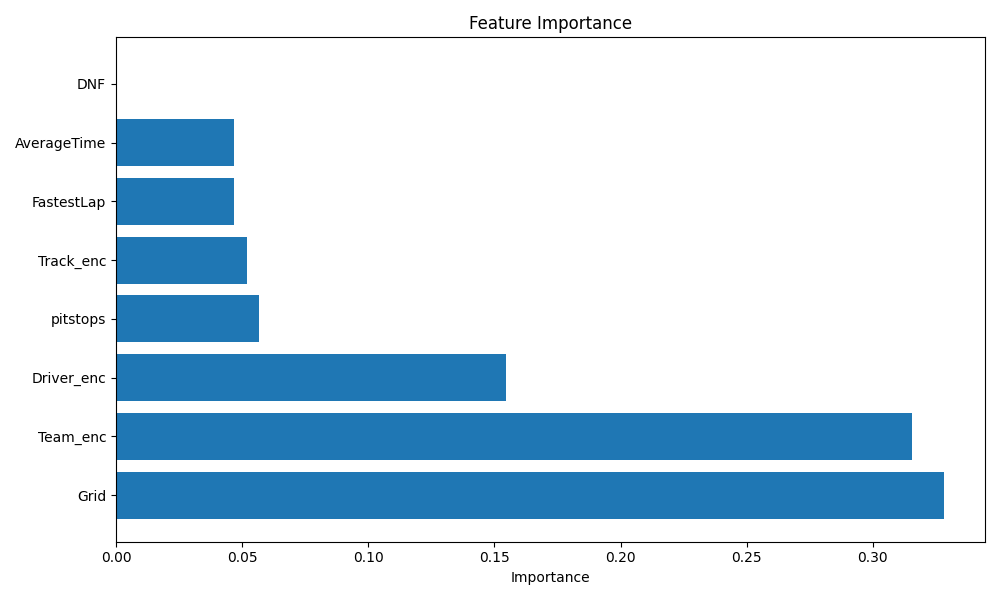 Feature Importance
DNF
AverageTime
FastestLap
Track_enc
pitstops
Driver_enc
Team_enc
Grid
0.00 0.05 0.10 0.15 0.20 0.25 0.30
Importance